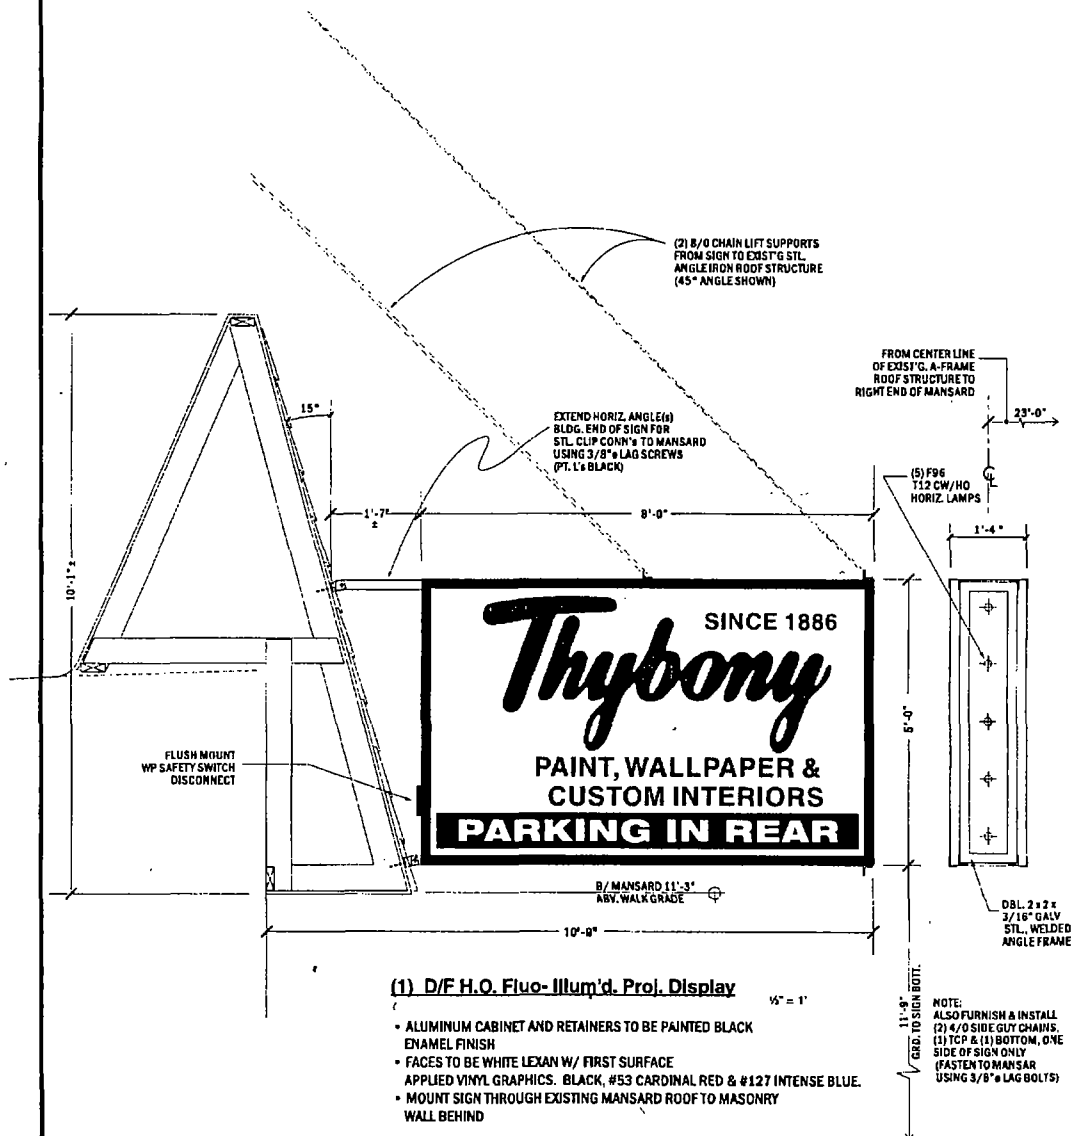 (2) 8/0 CHAIN LIFT SUPPORTS
FROM SIGN TO EXIST'G STL.
ANGLE IRON ROOF STRUCTURE
(45° ANGLE SHOWN)
FROM CENTER LINE
OF EXIST'G. A-FRAME
ROOF STRUCTURE TO
RIGHT END OF MANSARD
23'-0"
15°
EXTEND HORIZ. ANGLE(s)
BLDG. END OF SIGN FOR
STL. CLIP CONN's TO MANSARD
USING 3/8"ø LAG SCREWS
(PT. L's BLACK)
(5) F96
T12 CW/HO
HORIZ. LAMPS
CL
1'-7"
±
8'-0"
1'-4"
10'-1"±
SINCE 1886
Thybony
PAINT, WALLPAPER &
CUSTOM INTERIORS
PARKING IN REAR
5'-0"
FLUSH MOUNT
WP SAFETY SWITCH
DISCONNECT
B/ MANSARD 11'-3"
ABV. WALK GRADE
DBL. 2 x 2 x
3/16" GALV
STL., WELDED
ANGLE FRAME
10'-9"
(1) D/F H.O. Fluo- Illum'd. Proj. Display
½" = 1'
• ALUMINUM CABINET AND RETAINERS TO BE PAINTED BLACK
ENAMEL FINISH
• FACES TO BE WHITE LEXAN W/ FIRST SURFACE
APPLIED VINYL GRAPHICS. BLACK, #53 CARDINAL RED & #127 INTENSE BLUE.
• MOUNT SIGN THROUGH EXISTING MANSARD ROOF TO MASONRY
WALL BEHIND
11'-9"
GRD. TO SIGN BOTT.
NOTE:
ALSO FURNISH & INSTALL
(2) 4/0 SIDE GUY CHAINS,
(1) TOP & (1) BOTTOM, ONE
SIDE OF SIGN ONLY
(FASTEN TO MANSAR
USING 3/8"ø LAG BOLTS)